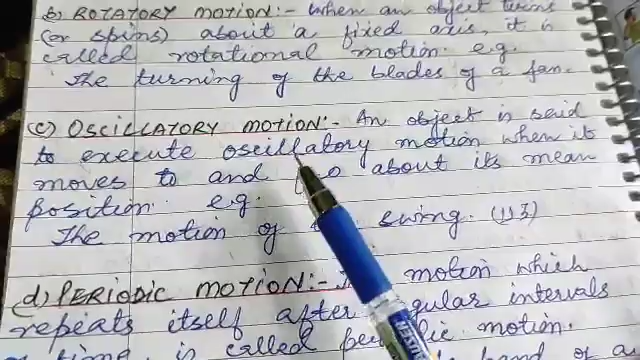 b) ROTATORY MOTION:- When an object turns
(or spins) about a fixed axis, it is
called rotational motion. e.g.
The turning of the blades of a fan.
(c) OSCILLATORY MOTION:- An object is said
to execute oscillatory motion when it
moves to and fro about its mean
position. e.g.
The motion of swing. (113)
(d) PERIODIC MOTION:- motion which
repeats itself after intervals
time, is called motion.